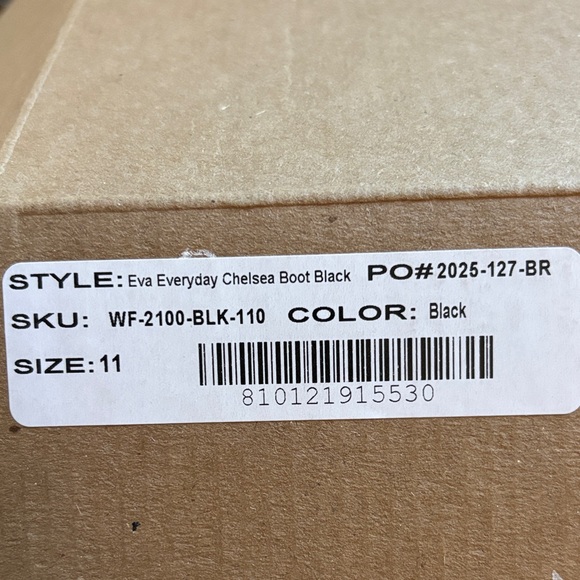 STYLE: Eva Everyday Chelsea Boot Black PO# 2025-127-BR
SKU: WF-2100-BLK-110 COLOR: Black
SIZE: 11
810121915530